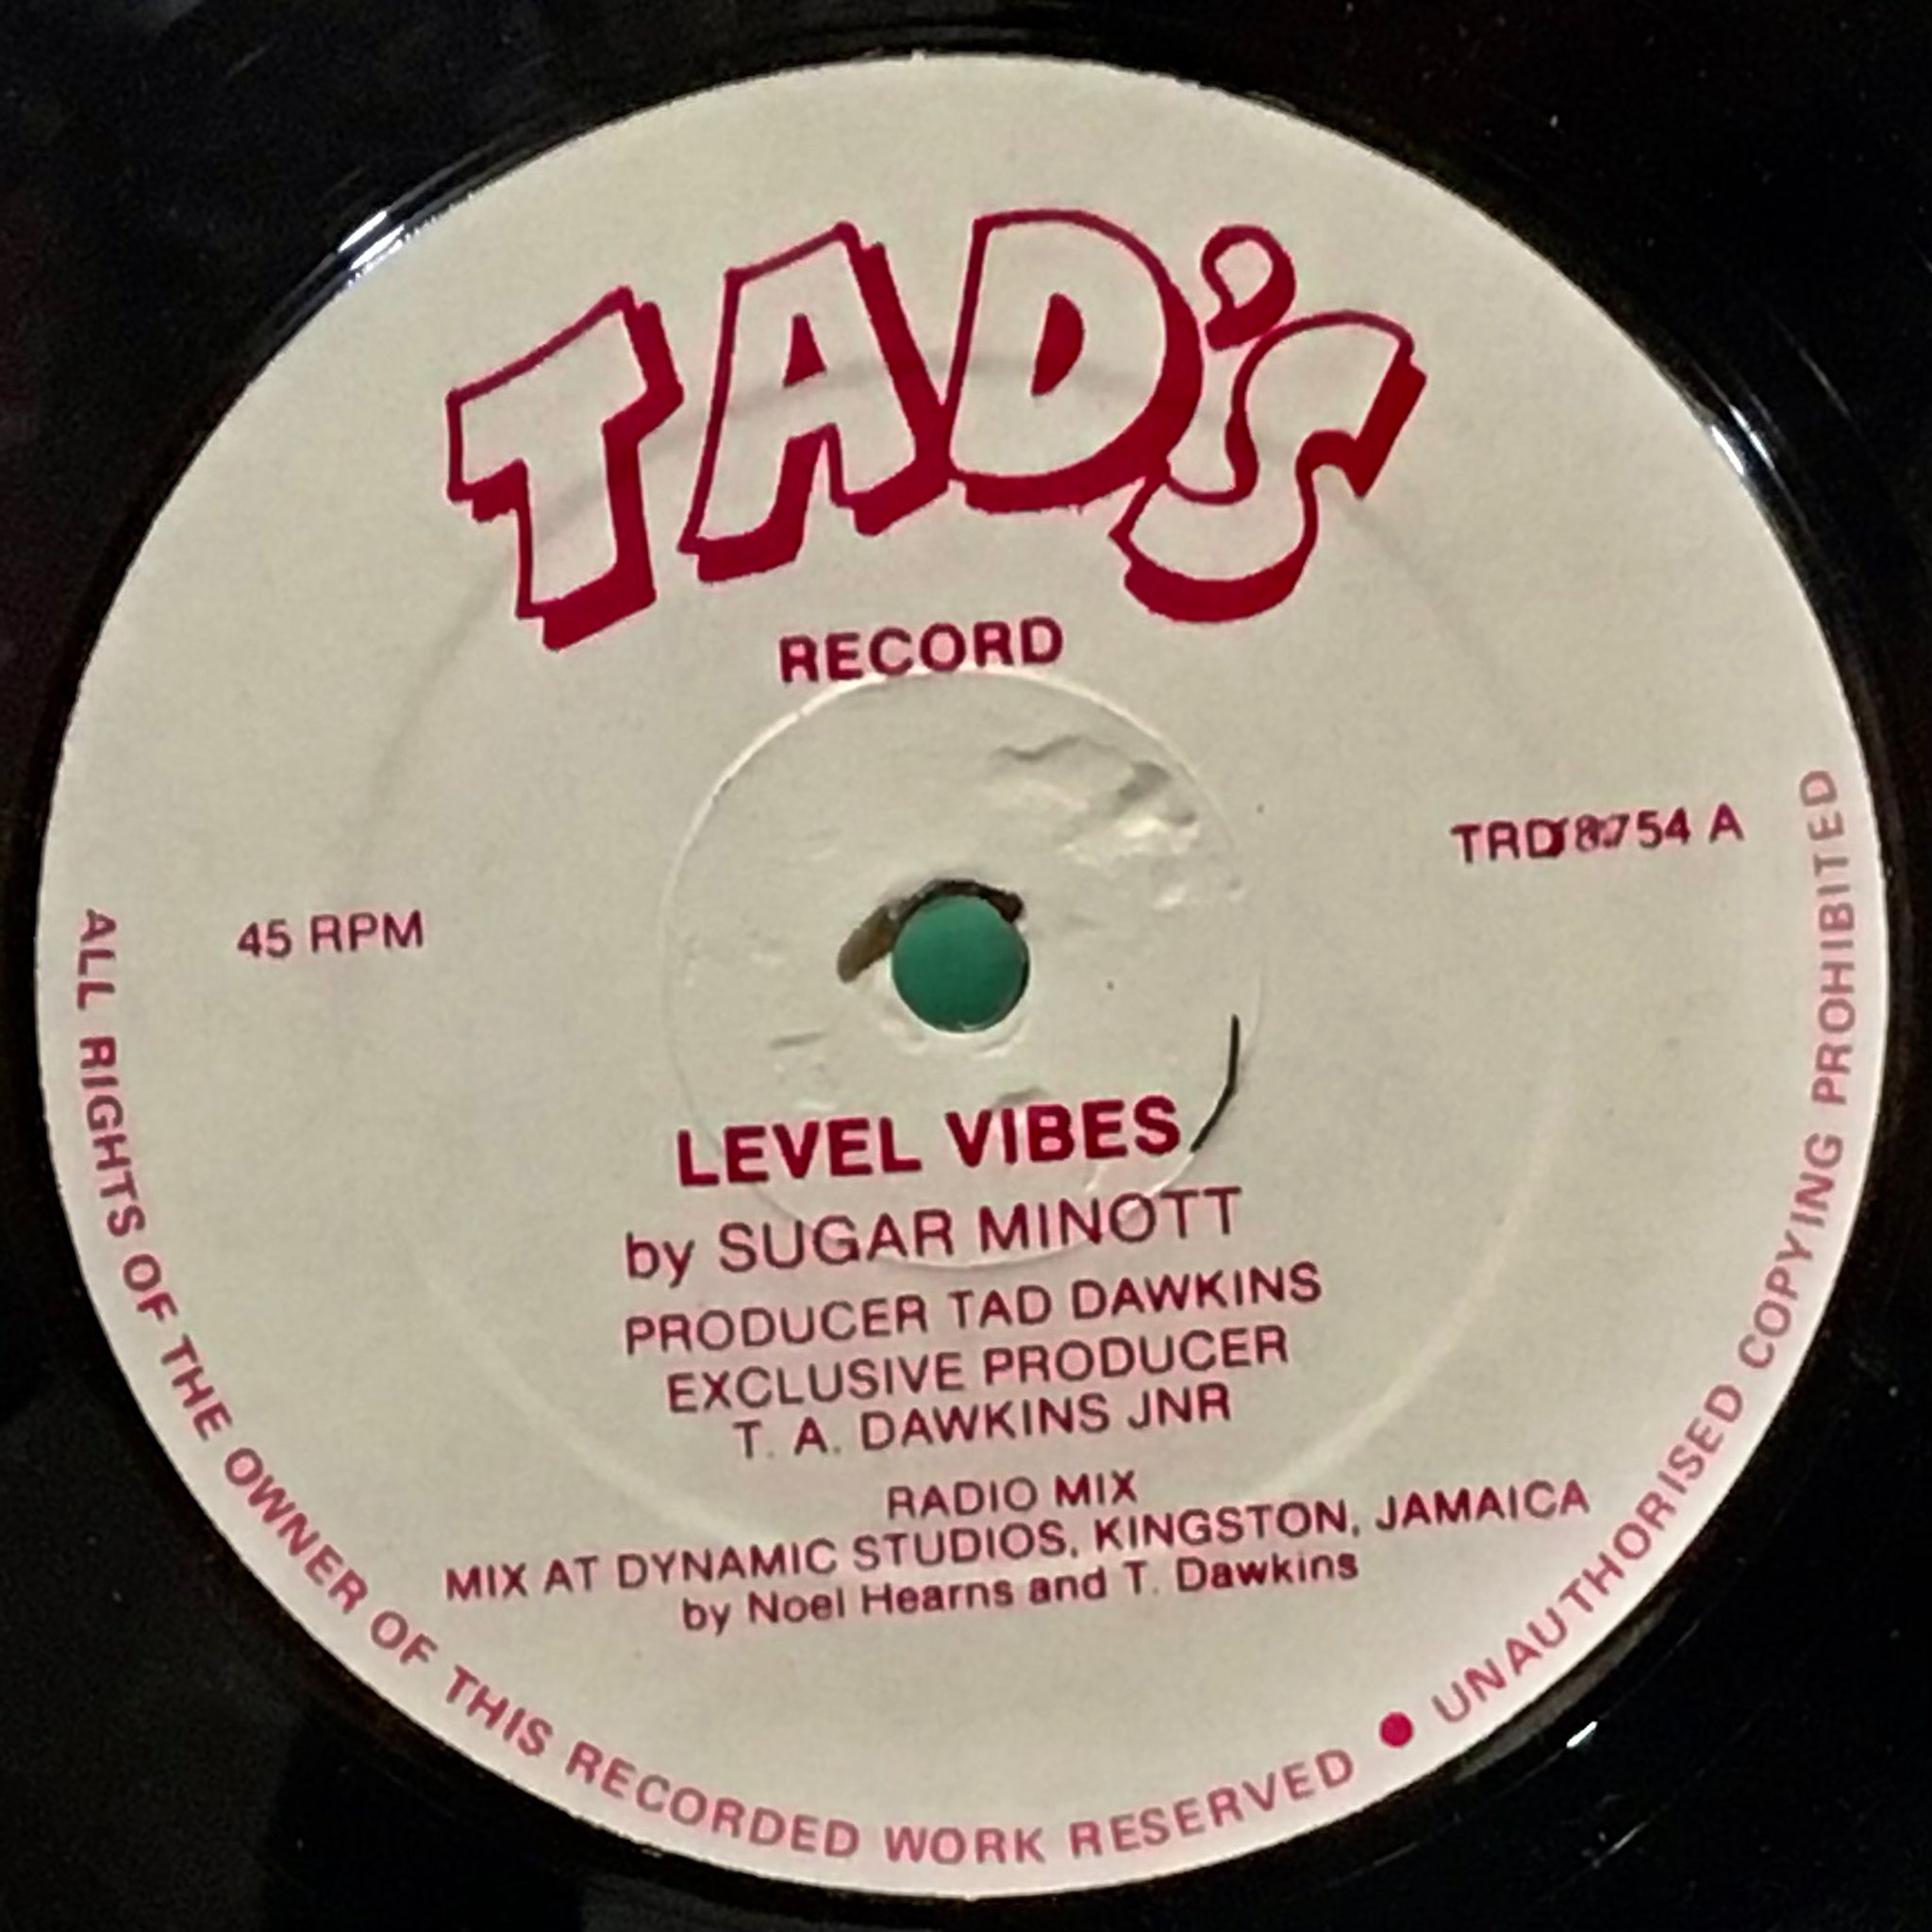 TAD's
RECORD
TRD 8754 A
45 RPM
LEVEL VIBES
by SUGAR MINOTT
PRODUCER TAD DAWKINS
EXCLUSIVE PRODUCER
T. A. DAWKINS JNR
RADIO MIX
MIX AT DYNAMIC STUDIOS, KINGSTON, JAMAICA
by Noel Hearns and T. Dawkins
ALL RIGHTS OF THE OWNER OF THIS RECORDED WORK RESERVED ● UNAUTHORISED COPYING PROHIBITED